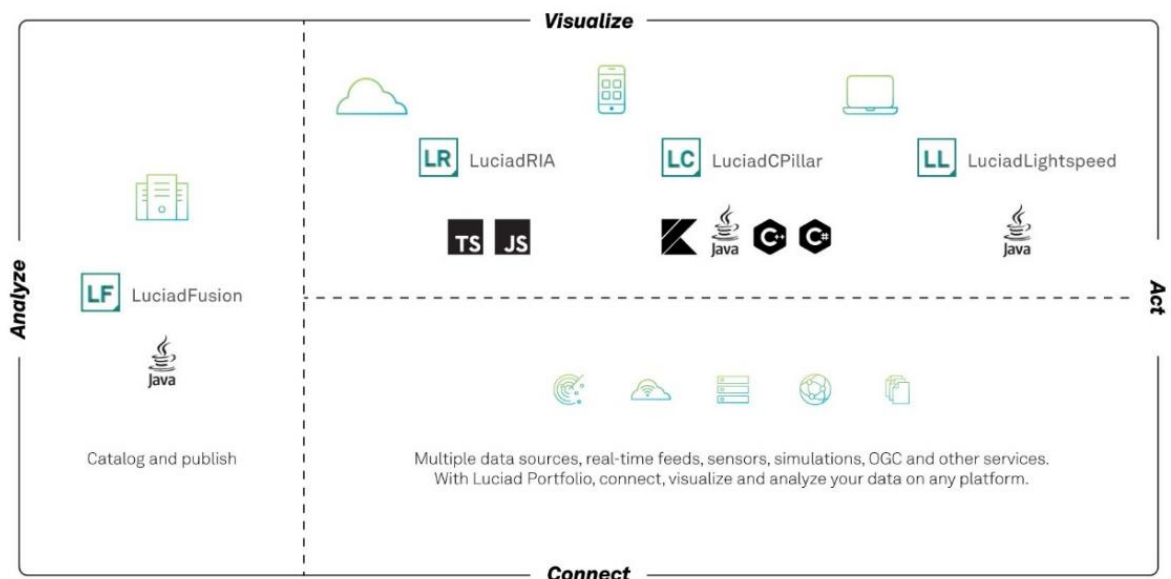 Visualize
LR LuciadRIA
LC LuciadCPillar
LL LuciadLightspeed
TS JS
Java C++ C#
Java
Analyze
LF LuciadFusion
Java
Catalog and publish
Act
Multiple data sources, real-time feeds, sensors, simulations, OGC and other services.
With Luciad Portfolio, connect, visualize and analyze your data on any platform.
Connect